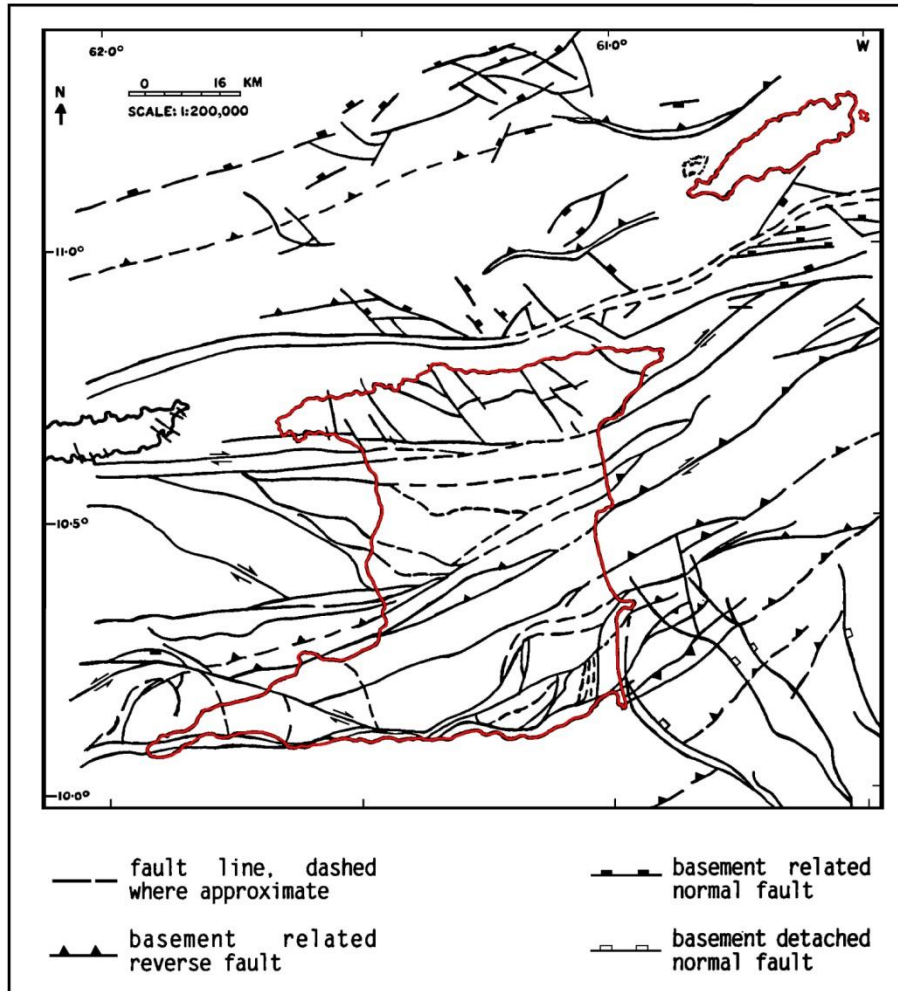 62·0°
61·0°
W
N
0 16 KM
SCALE: 1:200,000
11·0°
10·5°
10·0°
fault line, dashed
where approximate
basement related
reverse fault
basement related
normal fault
basement detached
normal fault